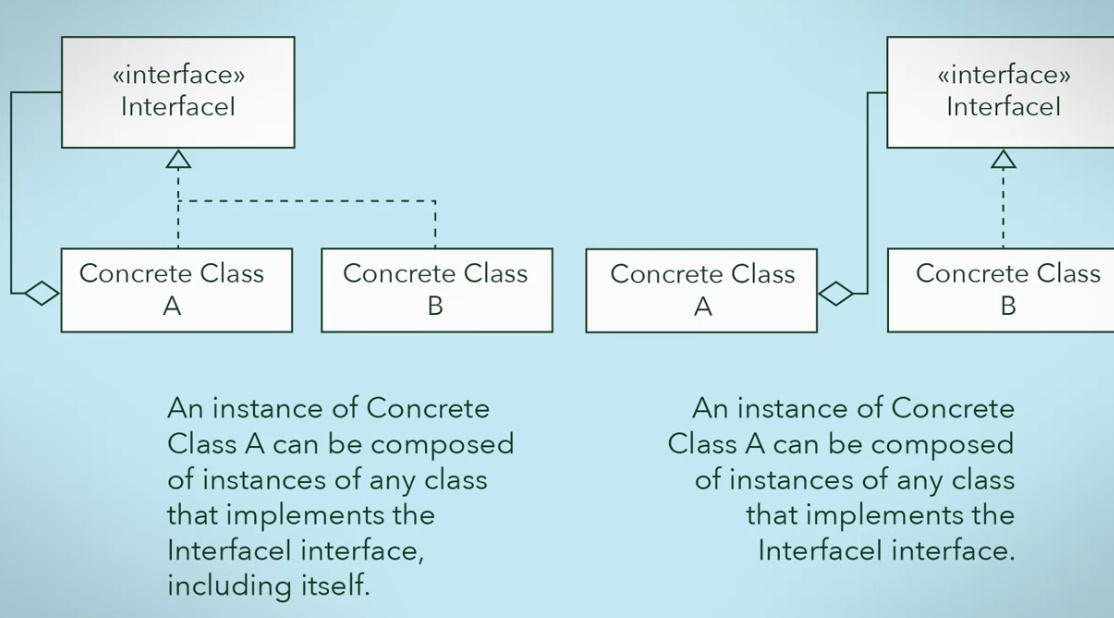 «interface»
InterfaceI
«interface»
InterfaceI
Concrete Class
A
Concrete Class
B
Concrete Class
A
Concrete Class
B
An instance of Concrete
Class A can be composed
of instances of any class
that implements the
InterfaceI interface,
including itself.
An instance of Concrete
Class A can be composed
of instances of any class
that implements the
InterfaceI interface.